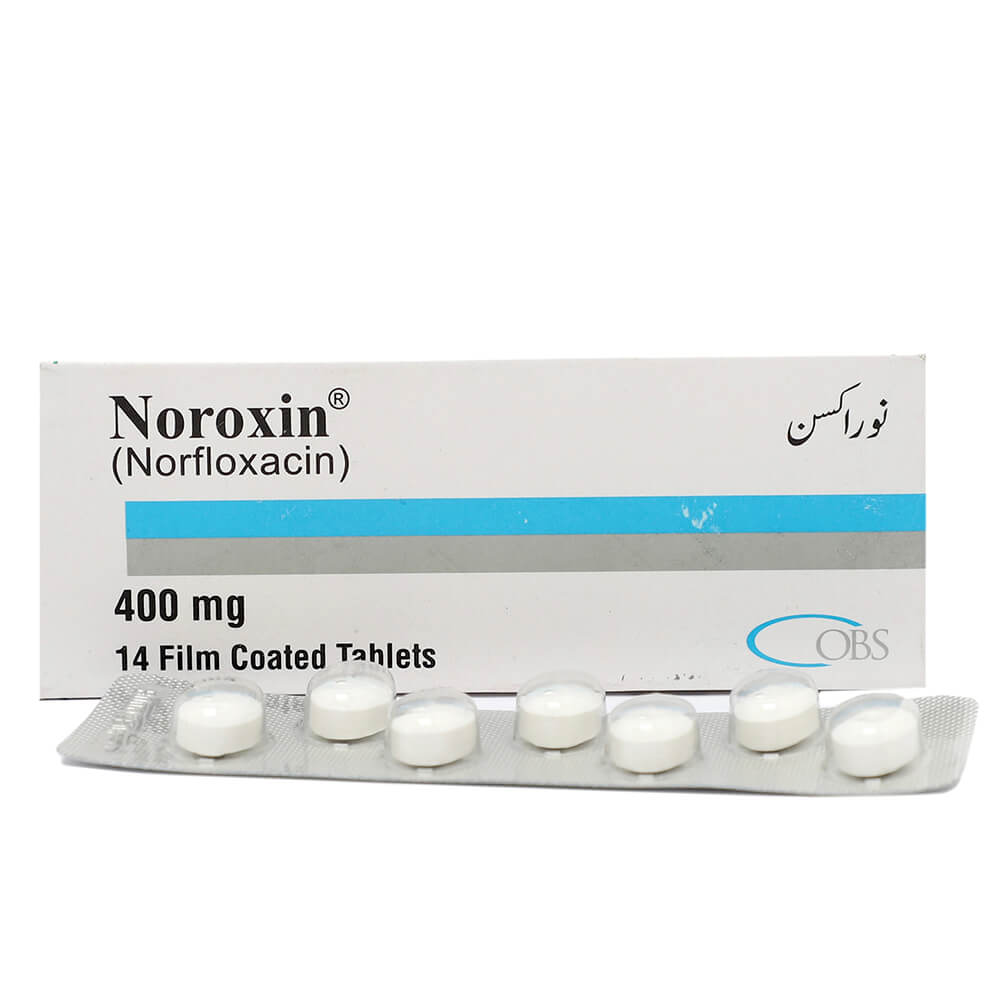 Noroxin®
(Norfloxacin)
نوراکسن
400 mg
14 Film Coated Tablets
OBS